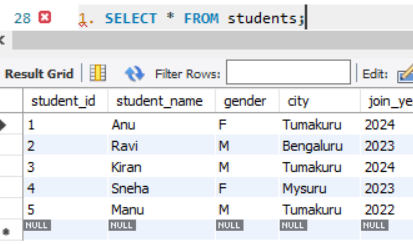 28 1. SELECT * FROM students;
Result Grid Filter Rows: Edit:
student_id student_name gender city join_ye
1 Anu F Tumakuru 2024
2 Ravi M Bengaluru 2023
3 Kiran M Tumakuru 2024
4 Sneha F Mysuru 2023
5 Manu M Tumakuru 2022
NULL NULL NULL NULL NULL